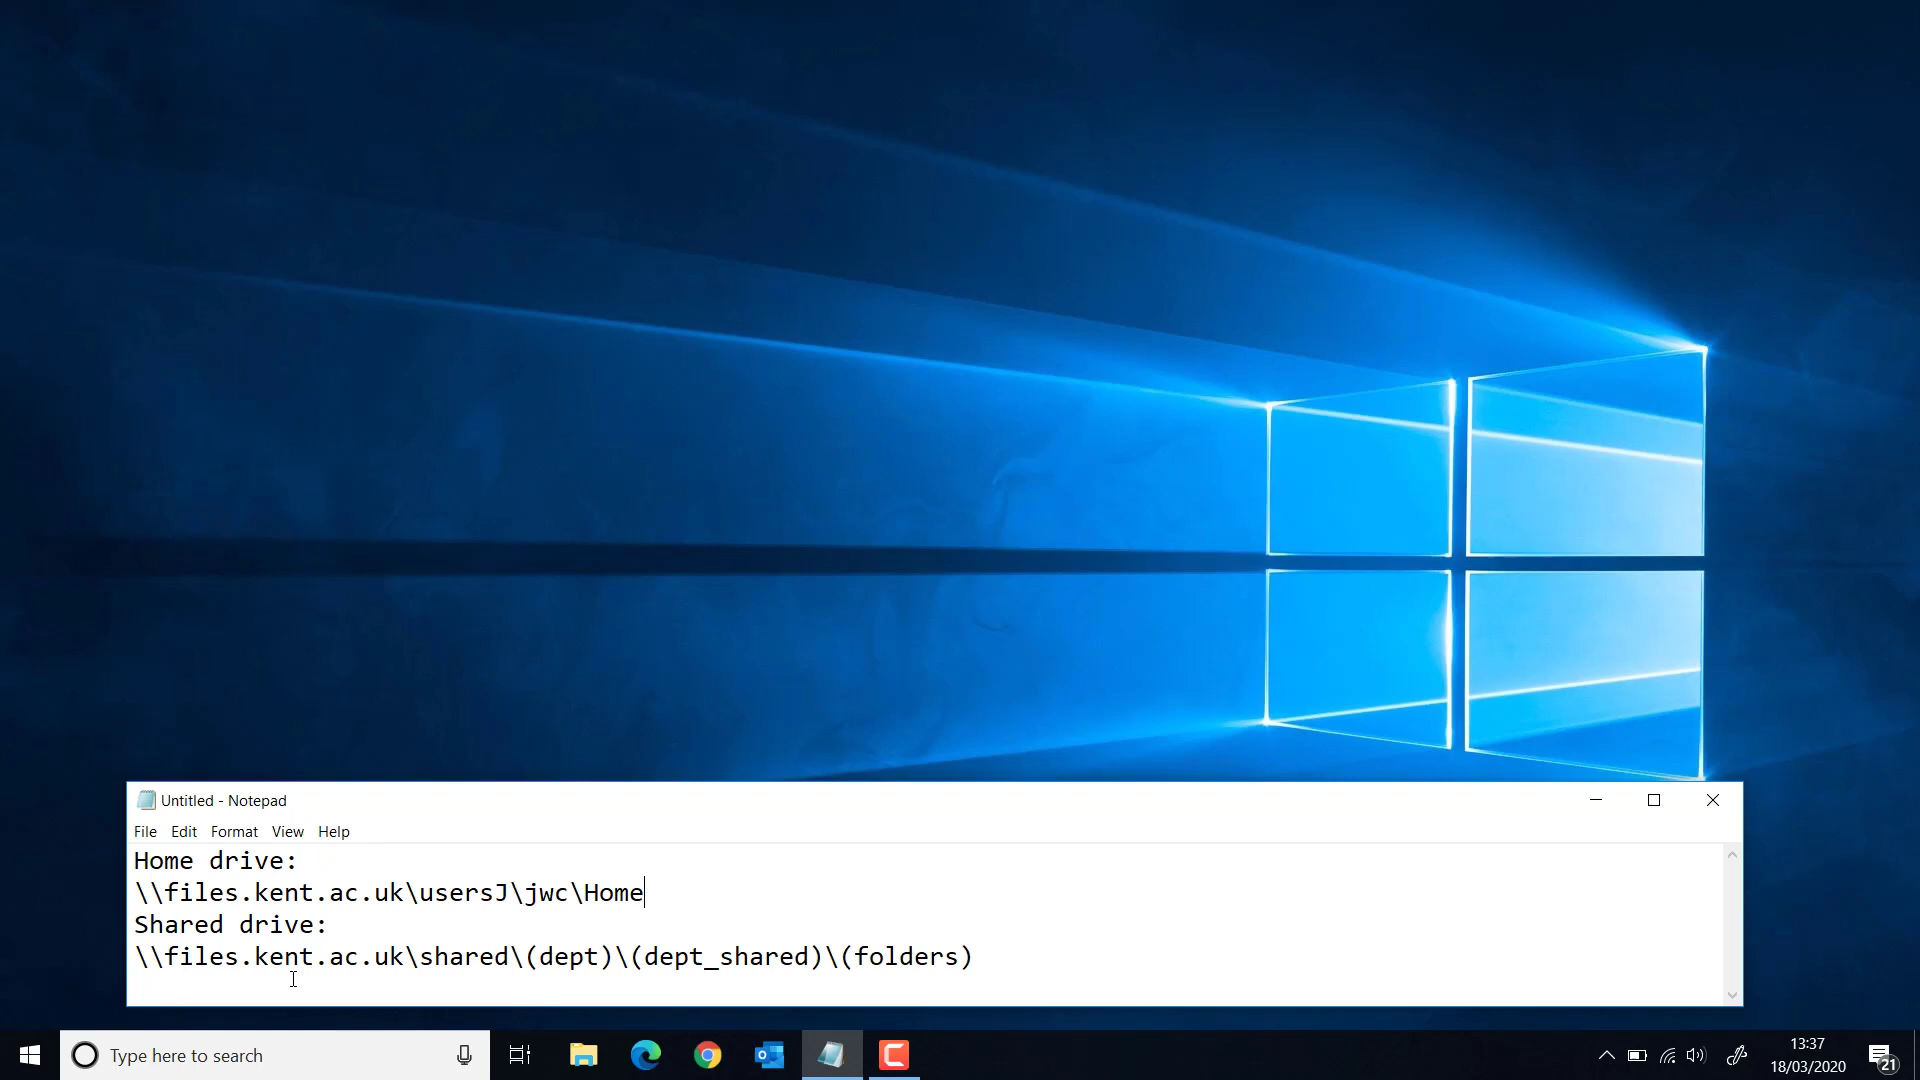 Untitled - Notepad
File Edit Format View Help
Home drive:
\\files.kent.ac.uk\usersJ\jwc\Home
Shared drive:
\\files.kent.ac.uk\shared\(dept)\(dept_shared)\(folders)
Type here to search
13:37
18/03/2020
21